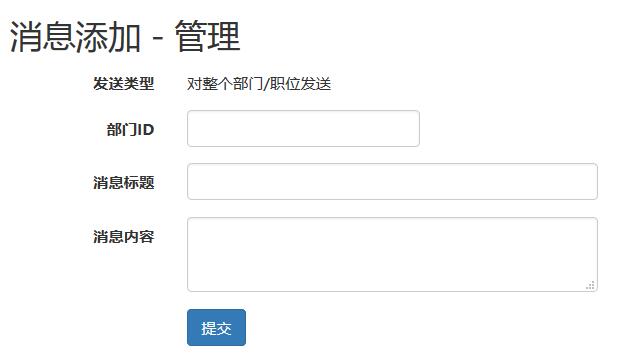 消息添加 - 管理
发送类型 对整个部门/职位发送
部门ID
消息标题
消息内容
提交